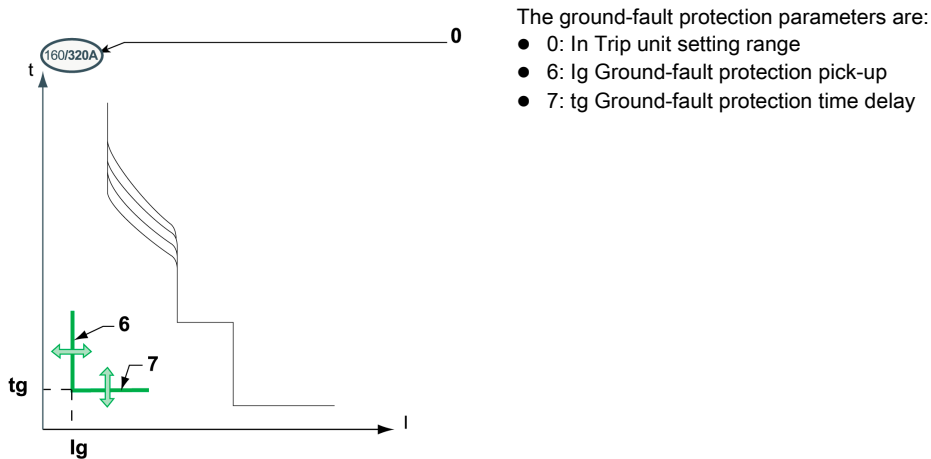 The ground-fault protection parameters are:
● 0: In Trip unit setting range
● 6: Ig Ground-fault protection pick-up
● 7: tg Ground-fault protection time delay
0
160/320A
t
6
7
tg
I
Ig